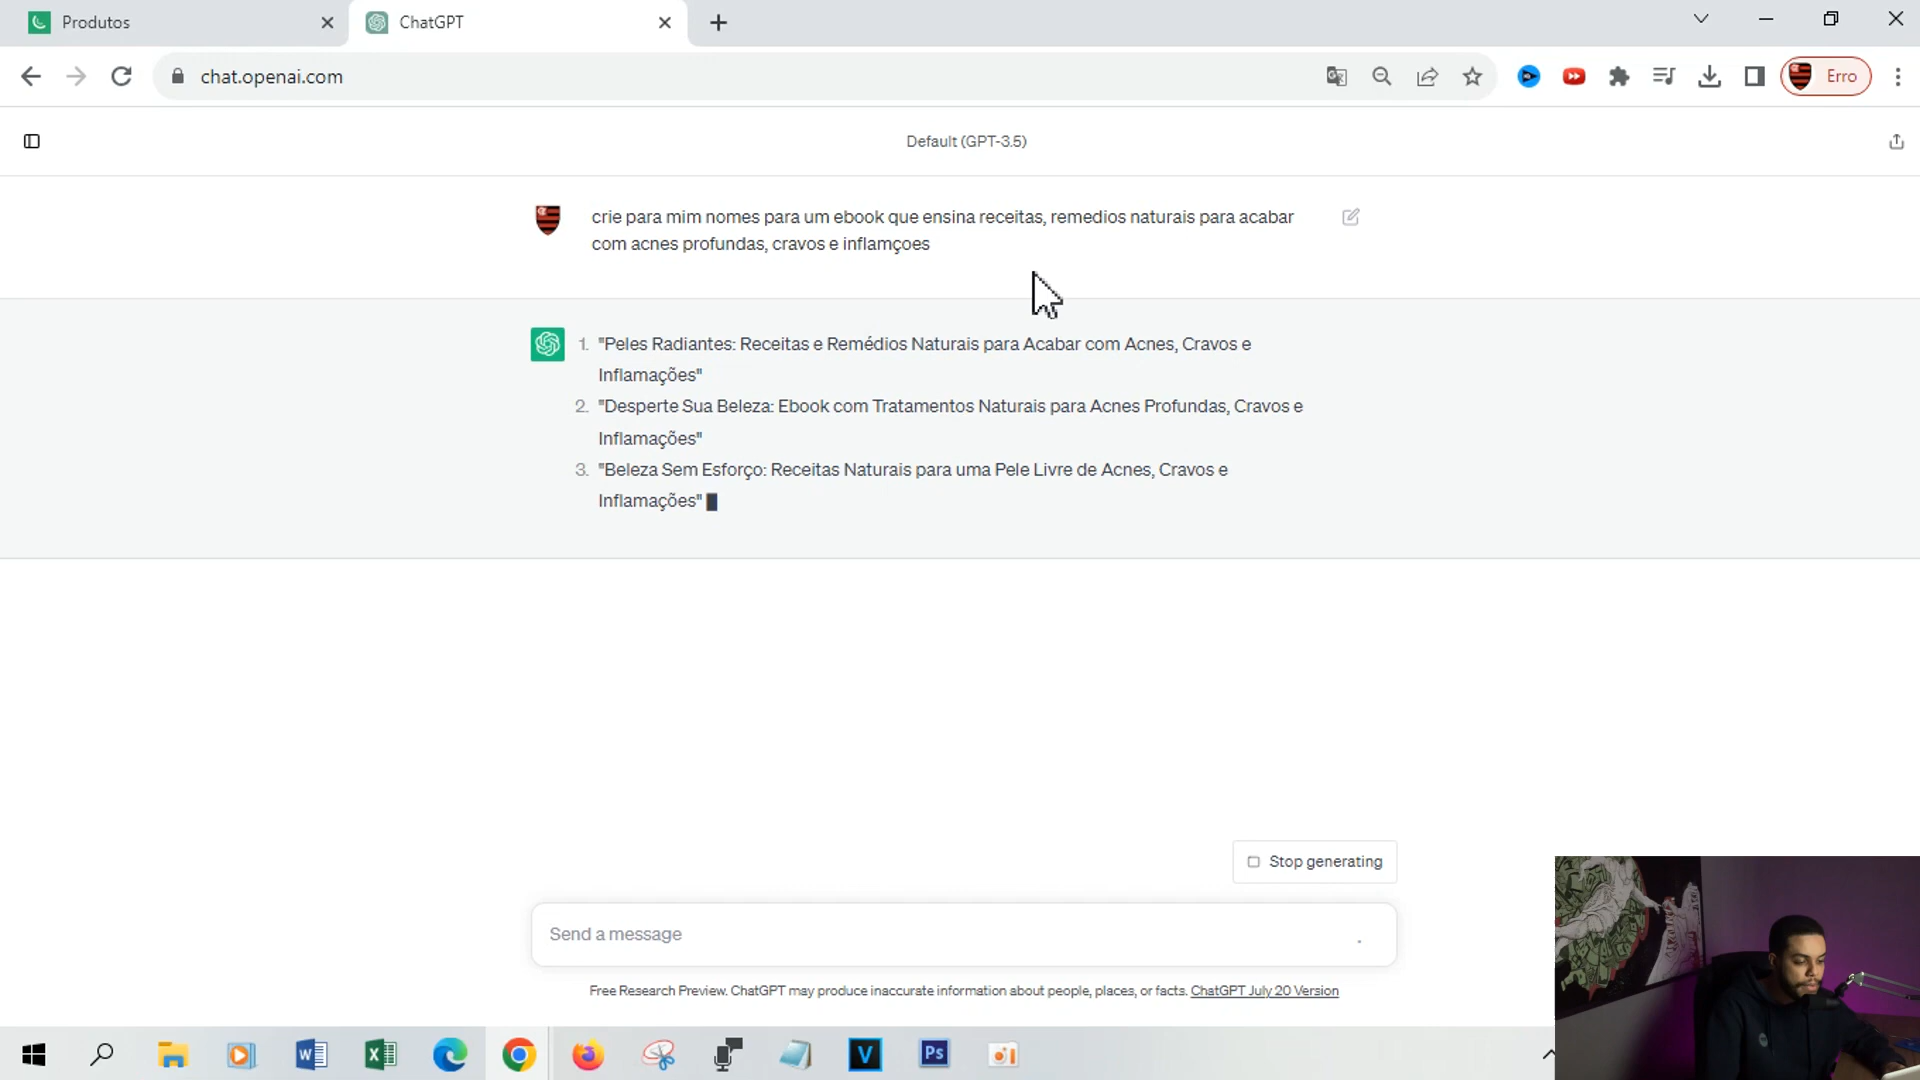 Produtos
ChatGPT
chat.openai.com
Erro
Default (GPT-3.5)
crie para mim nomes para um ebook que ensina receitas, remedios naturais para acabar
com acnes profundas, cravos e inflamçoes
1. "Peles Radiantes: Receitas e Remédios Naturais para Acabar com Acnes, Cravos e
Inflamações"
2. "Desperte Sua Beleza: Ebook com Tratamentos Naturais para Acnes Profundas, Cravos e
Inflamações"
3. "Beleza Sem Esforço: Receitas Naturais para uma Pele Livre de Acnes, Cravos e
Inflamações"
Stop generating
Send a message
Free Research Preview. ChatGPT may produce inaccurate information about people, places, or facts. ChatGPT July 20 Version
W
X
V
Ps